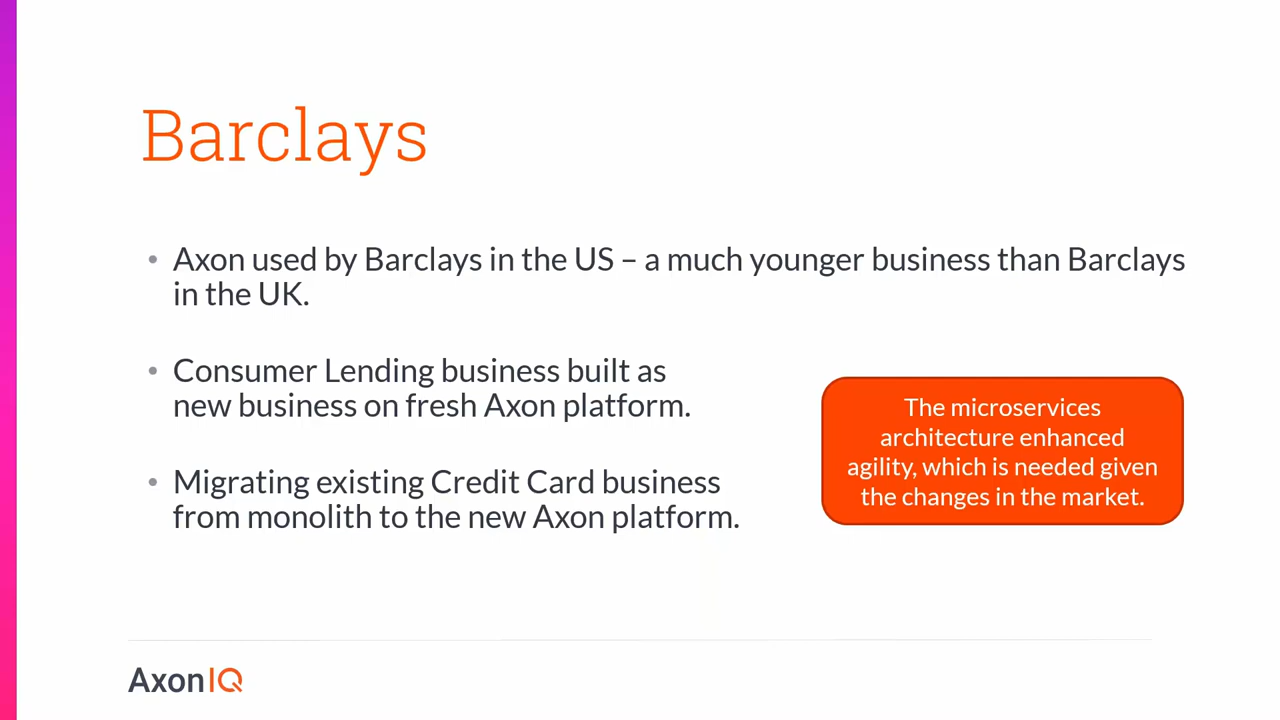 Barclays
• Axon used by Barclays in the US – a much younger business than Barclays
in the UK.
• Consumer Lending business built as
new business on fresh Axon platform.
The microservices
architecture enhanced
agility, which is needed given
the changes in the market.
• Migrating existing Credit Card business
from monolith to the new Axon platform.
AxonIQ